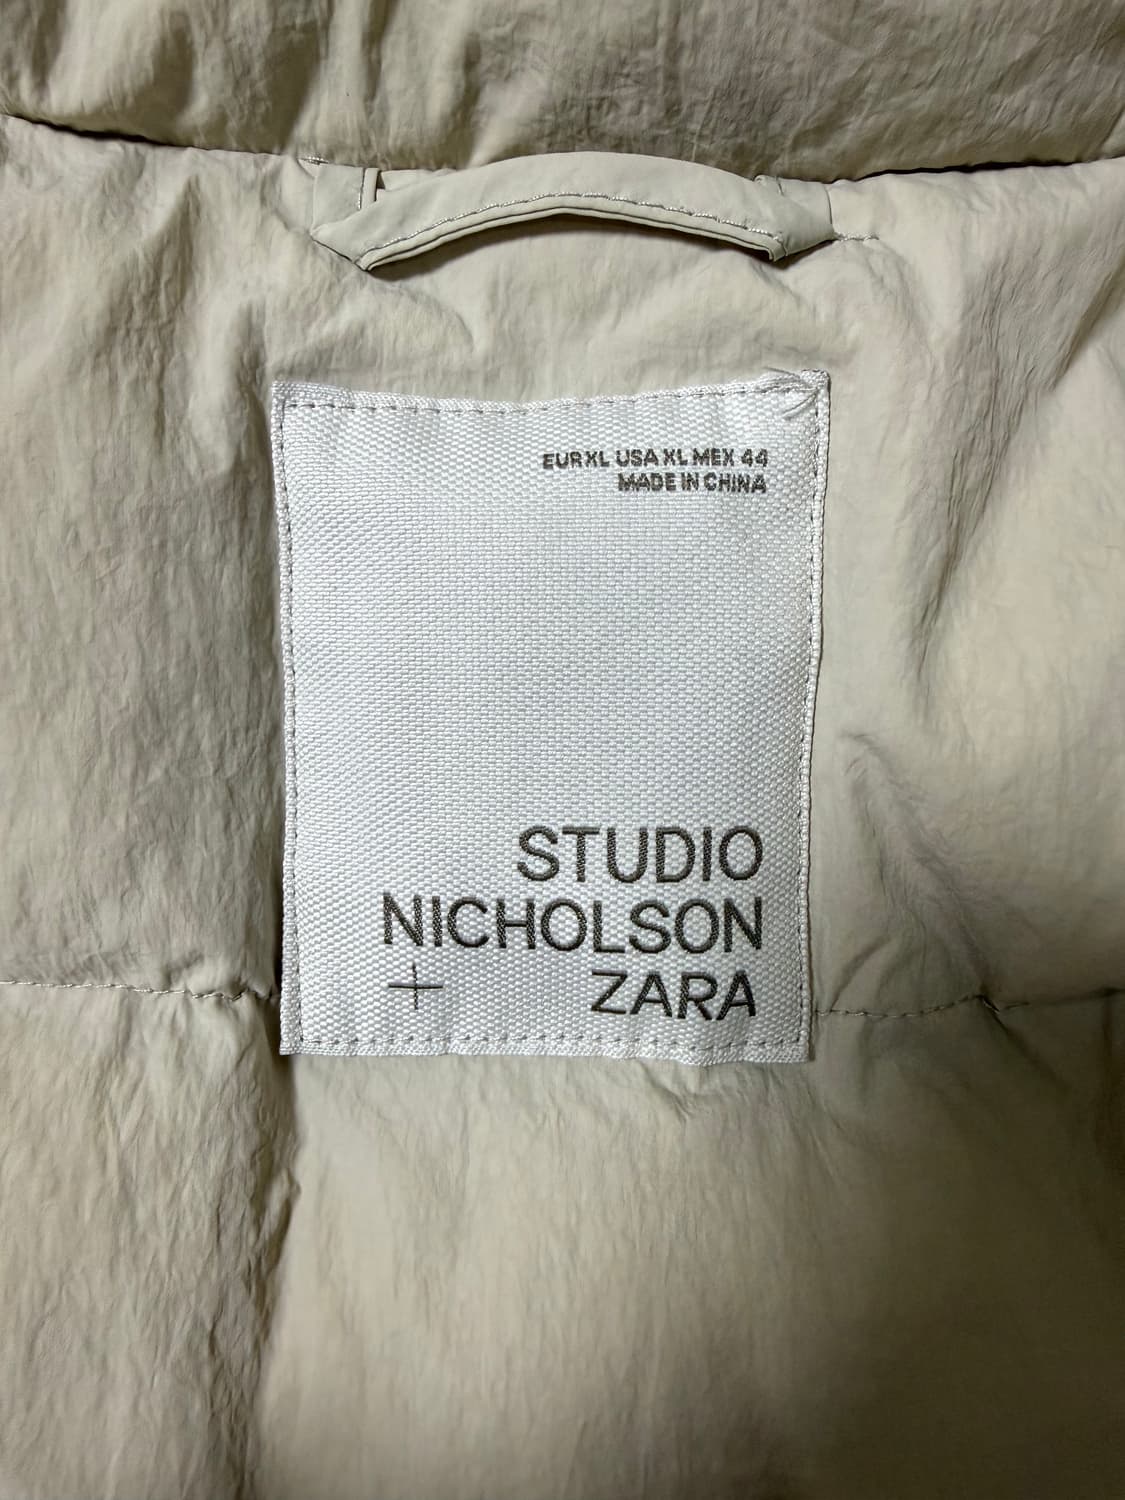 EUR XL USA XL MEX 44
MADE IN CHINA
STUDIO
NICHOLSON
+ ZARA